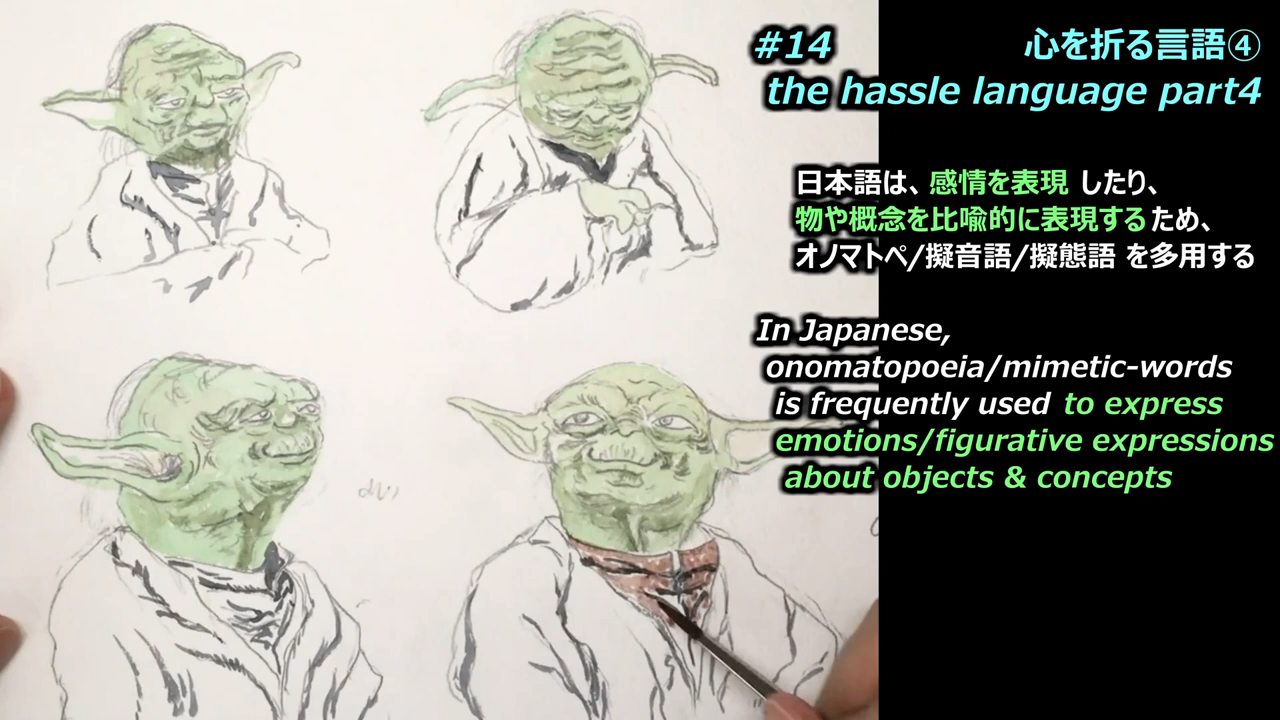 #14
心を折る言語④
the hassle language part4
日本語は、感情を表現 したり、
物や概念を比喩的に表現するため、
オノマトペ/擬音語/擬態語 を多用する
In Japanese,
onomatopoeia/mimetic-words
is frequently used to express
emotions/figurative expressions
about objects & concepts